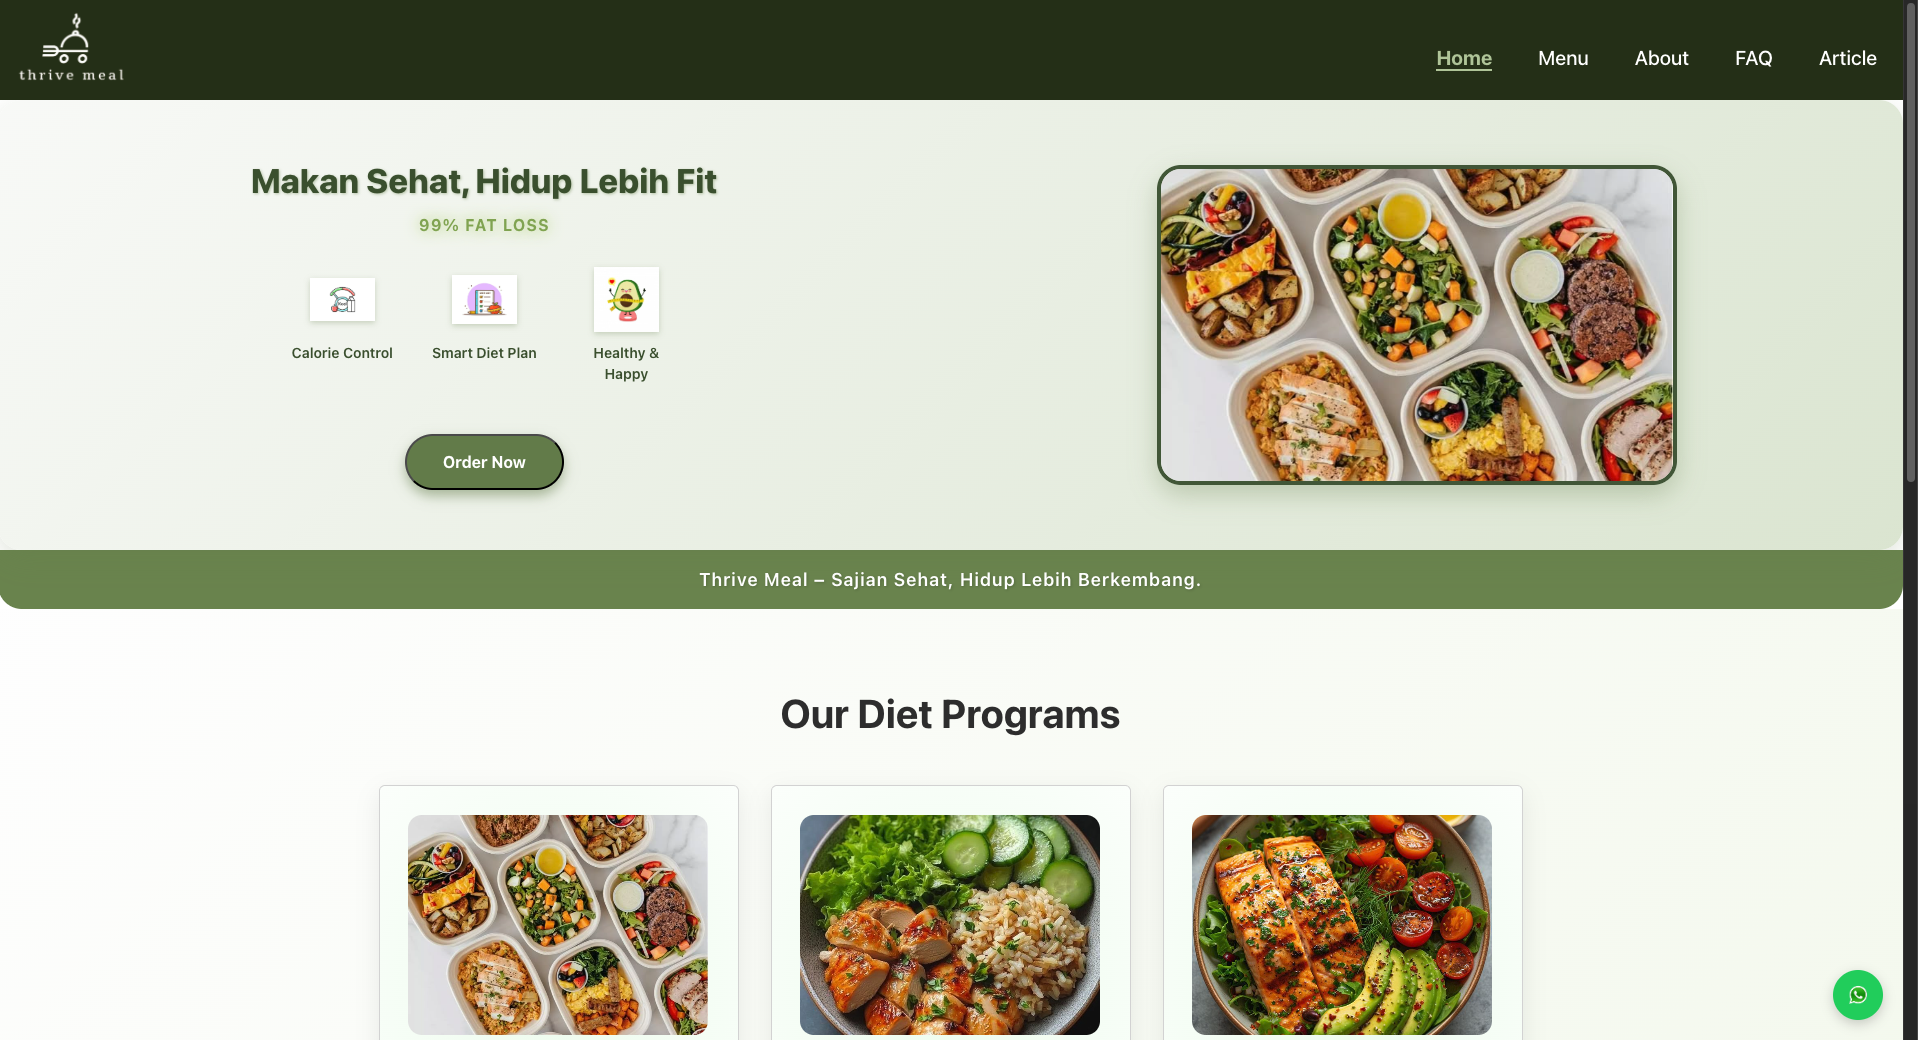 thrive meal
Home
Menu
About
FAQ
Article
Makan Sehat, Hidup Lebih Fit
99% FAT LOSS
Calorie Control
Smart Diet Plan
Healthy &
Happy
Order Now
Thrive Meal – Sajian Sehat, Hidup Lebih Berkembang.
Our Diet Programs